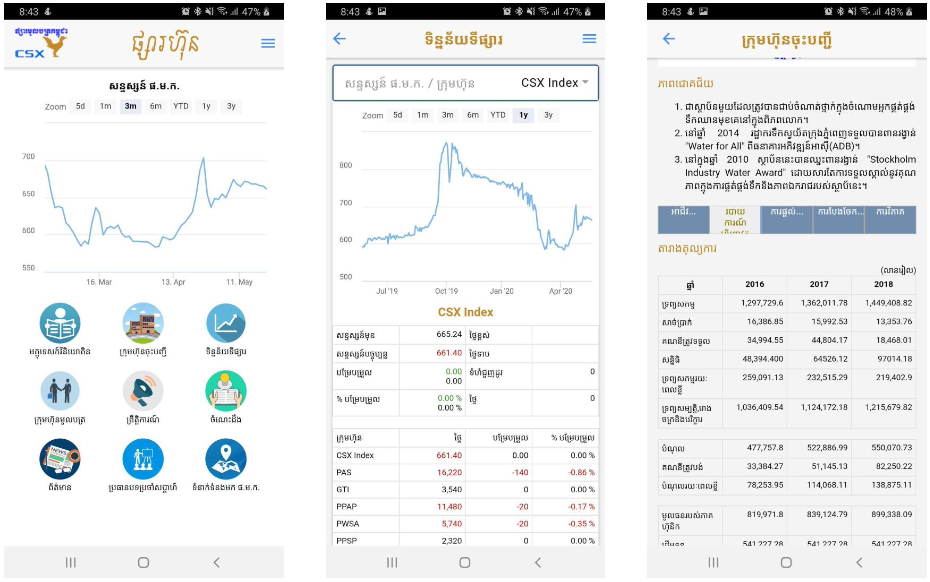 8:43
47%
ផ្សារមូលបត្រកម្ពុជា
CSX
ផ្សារហ៊ុន
សន្ទស្សន៍ ផ.ម.ក.
Zoom 5d 1m 3m 6m YTD 1y 3y
700
650
600
550
16. Mar 13. Apr 11. May
មគ្គុទេសក៍វិនិយោគិន ក្រុមហ៊ុនចុះបញ្ជី ទិន្នន័យទីផ្សារ
ក្រុមហ៊ុនមូលបត្រ ព្រឹត្តិការណ៍ ចំណេះដឹង
NEWS
ព័ត៌មាន ប្រធានបទប្រចាំសប្តាហ៍ ទំនាក់ទំនងមក ផ.ម.ក.
8:43
47%
ទិន្នន័យទីផ្សារ
សន្ទស្សន៍ ផ.ម.ក. / ក្រុមហ៊ុន CSX Index
Zoom 5d 1m 3m 6m YTD 1y 3y
800
700
600
500
Jul '19 Oct '19 Jan '20 Apr '20
CSX Index
សន្ទស្សន៍មុន 665.24 ថ្លៃខ្ពស់
សន្ទស្សន៍បច្ចុប្បន្ន 661.40 ថ្លៃទាប
បម្រែបម្រួល 0.00 ទំហំជួញដូរ 0
0.00
% បម្រែបម្រួល 0.00 % ថ្លៃ 0
0.00 %
ក្រុមហ៊ុន ថ្លៃ បម្រែបម្រួល % បម្រែបម្រួល
CSX Index 661.40 0.00 0.00 %
PAS 16,220 -140 -0.86 %
GTI 3,540 0 0.00 %
PPAP 11,480 -20 -0.17 %
PWSA 5,740 -20 -0.35 %
PPSP 2,320 0 0.00 %
8:43
48%
ក្រុមហ៊ុនចុះបញ្ជី
ភាពជោគជ័យ
1. ជាស្ថាប័នមួយដែលត្រូវបានជាប់ចំណាត់ថ្នាក់ក្នុងចំណោមអ្នកផ្គត់ផ្គង់
ទឹកឈានមុខគេនៅក្នុងពិភពលោក។
2. នៅឆ្នាំ 2014 រដ្ឋាករទឹកស្វយ័តក្រុងភ្នំពេញទទួលបានពានរង្វាន់
"Water for All" ពីធនាគារអភិវឌ្ឍន៍អាស៊ី(ADB)។
3. នៅក្នុងឆ្នាំ 2010 ស្ថាប័ននេះបានឈ្នះពានរង្វាន់ "Stockholm
Industry Water Award" ដោយសារតែការទទួលស្គាល់នូវគុណ
ភាពក្នុងការផ្គត់ផ្គង់ទឹកនិងភាពឯករាជរបស់ស្ថាប័ននេះ។
អាជីវ... របាយ ការផ្តល់... ការបែងចែក... ការវិភាគ
ការណ៍
តារាងតុល្យការ
(លានរៀល)
ឆ្នាំ 2016 2017 2018
ទ្រព្យសកម្ម 1,297,729.6 1,362,011.78 1,449,408.82
សាច់ប្រាក់ 16,386.85 15,992.53 13,353.76
គណនីត្រូវទទួល 34,994.55 44,804.17 18,468.01
សន្និធិ 48,394.400 64526.12 97014.18
ទ្រព្យសកម្មរយៈ 259,091.13 232,515.29 219,402.9
ពេលខ្លី
ទ្រព្យសម្បត្តិ,រោង 1,036,409.54 1,124,172.18 1,215,679.82
ចក្រនិងបរិក្ខារ
បំណុល 477,757.8 522,886.99 550,070.73
គណនីត្រូវបង់ 33,384.27 51,145.13 82,250.22
បំណុលរយៈពេលខ្លី 78,253.95 114,068.11 138,875.11
មូលធនរបស់ភាគ 819,971.8 839,124.79 899,338.09
ហ៊ុនិក
ដើមទុន 541,227.28 541,227.28 541,227.28